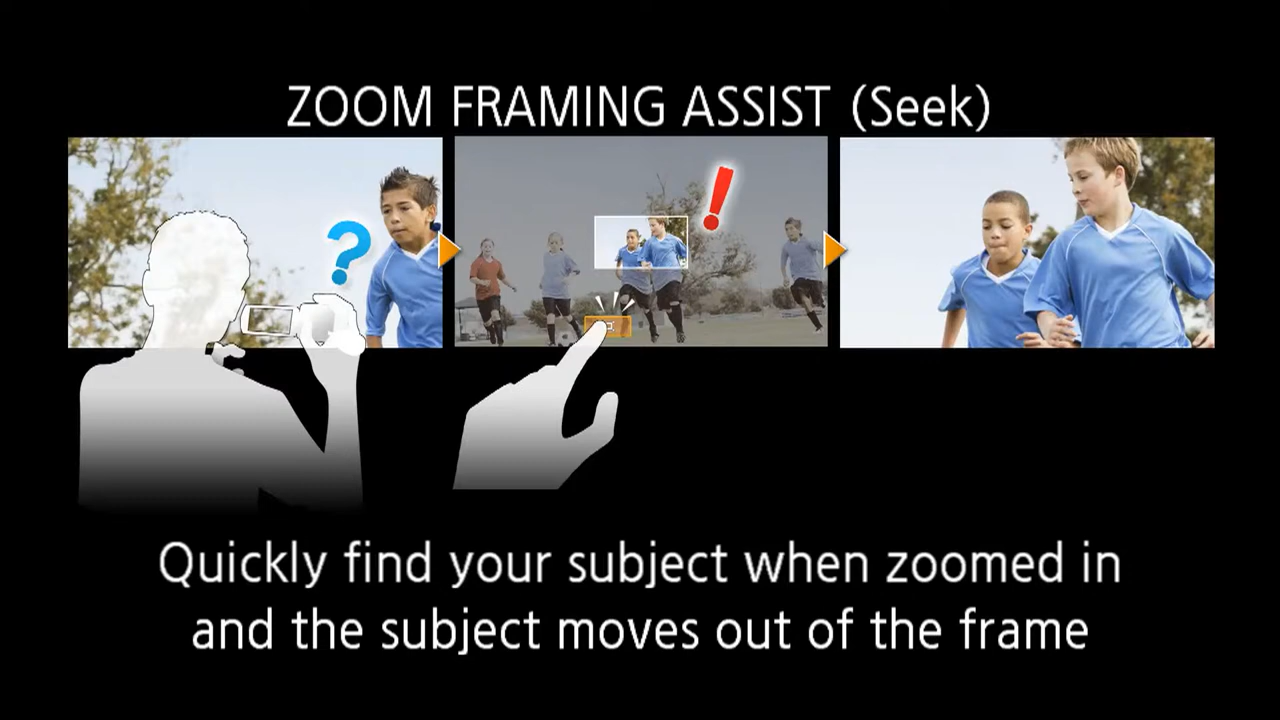 ZOOM FRAMING ASSIST (Seek)
?
!
Quickly find your subject when zoomed in
and the subject moves out of the frame